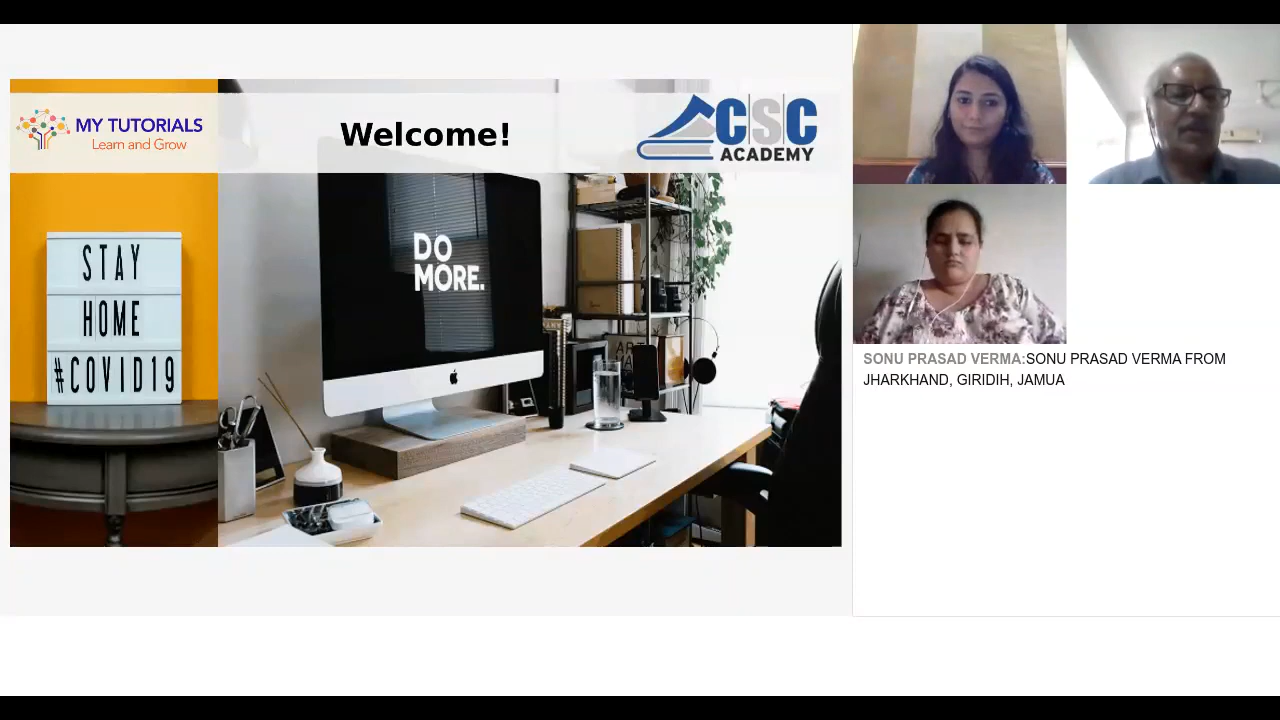 MY TUTORIALS
Learn and Grow
Welcome!
CSC
ACADEMY
STAY
HOME
#COVID19
DO
MORE.
SONU PRASAD VERMA:SONU PRASAD VERMA FROM
JHARKHAND, GIRIDIH, JAMUA